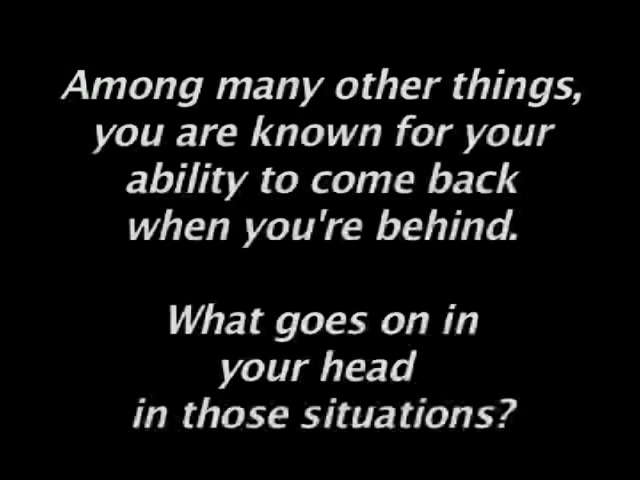 Among many other things,
you are known for your
ability to come back
when you're behind.
What goes on in
your head
in those situations?